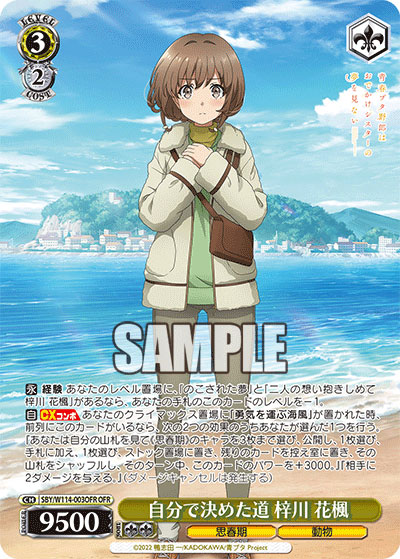 LEVEL
3
2
COST
青春ブタ野郎は
おでかけシスターの
夢を見ない
SAMPLE
永 経験 あなたのレベル置場に、「のこされた夢」と「二人の想い抱きしめて
梓川 花楓」があるなら、あなたの手札のこのカードのレベルを－1。
自 CXコンボ あなたのクライマックス置場に「勇気を運ぶ海風」が置かれた時、
前列にこのカードがいるなら、次の2つの効果のうちあなたが選んだ1つを行う。
『あなたは自分の山札を見て《思春期》のキャラを3枚まで選び、公開し、1枚選び、
手札に加え、1枚選び、ストック置場に置き、残りのカードを控え室に置き、その
山札をシャッフルし、そのターン中、このカードのパワーを＋3000。』『相手に
2ダメージを与える。』（ダメージキャンセルは発生する）
CH SBY/W114-003OFR OFR
自分で決めた道 梓川 花楓
POWER
9500
思春期
動物
©2022 鴨志田 一/KADOKAWA/青ブタ Project